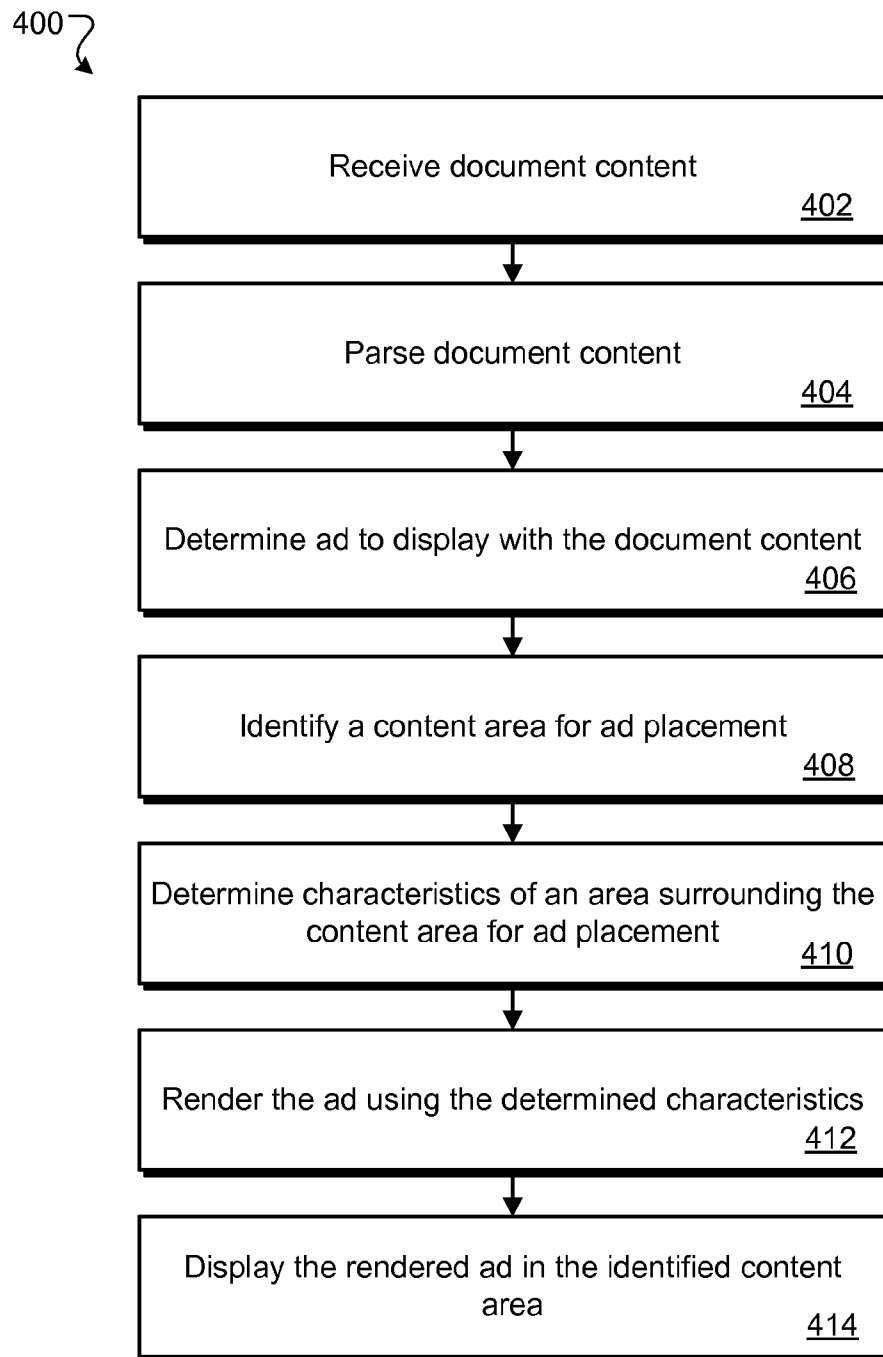 400
Receive document content
402
Parse document content
404
Determine ad to display with the document content
406
Identify a content area for ad placement
408
Determine characteristics of an area surrounding the
content area for ad placement
410
Render the ad using the determined characteristics
412
Display the rendered ad in the identified content
area
414